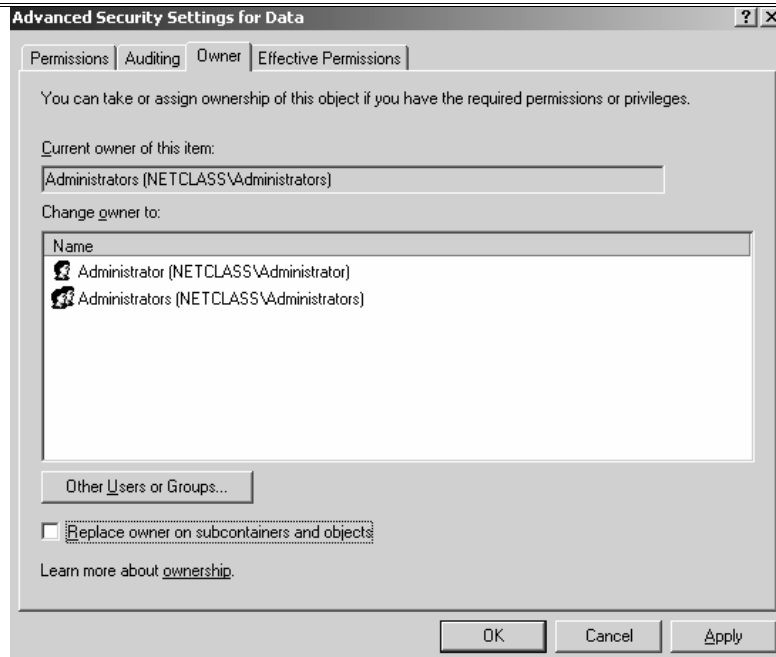 Advanced Security Settings for Data
Permissions Auditing Owner Effective Permissions
You can take or assign ownership of this object if you have the required permissions or privileges.
Current owner of this item:
Administrators (NETCLASS\Administrators)
Change owner to:
Name
Administrator (NETCLASS\Administrator)
Administrators (NETCLASS\Administrators)
Other Users or Groups...
Replace owner on subcontainers and objects
Learn more about ownership.
OK Cancel Apply